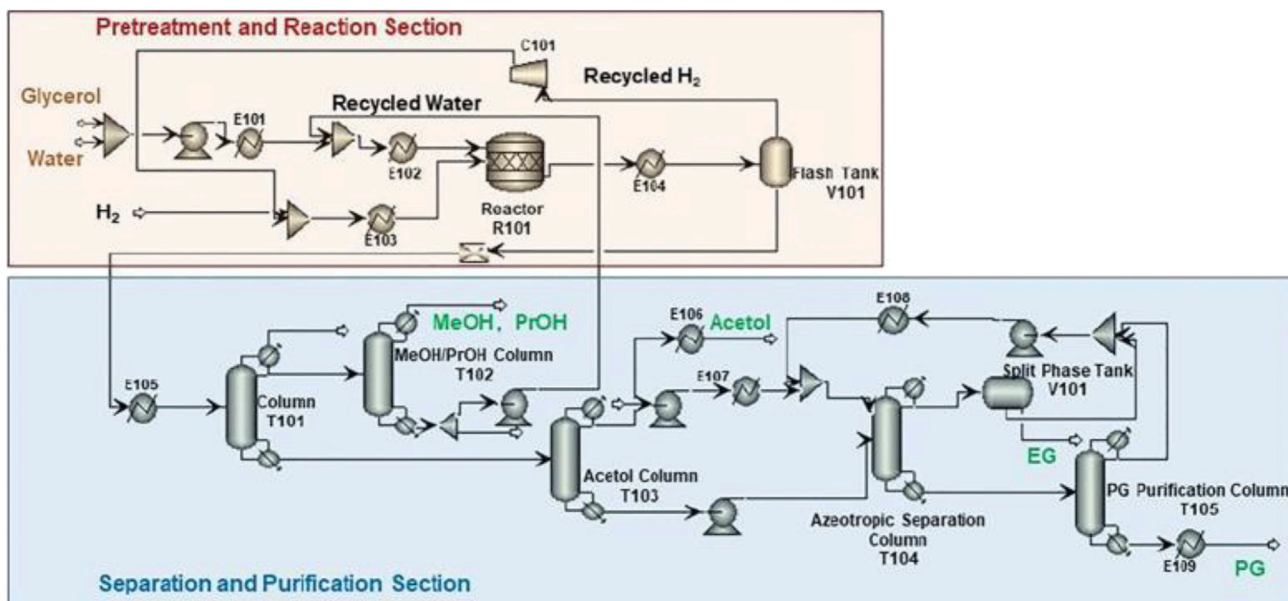 Pretreatment and Reaction Section
C101
Recycled H₂
Glycerol
Recycled Water
E101
Water
E102
E104
Flash Tank
V101
H₂
Reactor
R101
E103
E106
Acetol
E108
MeOH, PrOH
MeOH/PrOH Column
T102
E107
Split Phase Tank
V101
E105
Column
T101
EG
Acetol Column
T103
PG Purification Column
T105
Azeotropic Separation
Column
T104
E109
PG
Separation and Purification Section